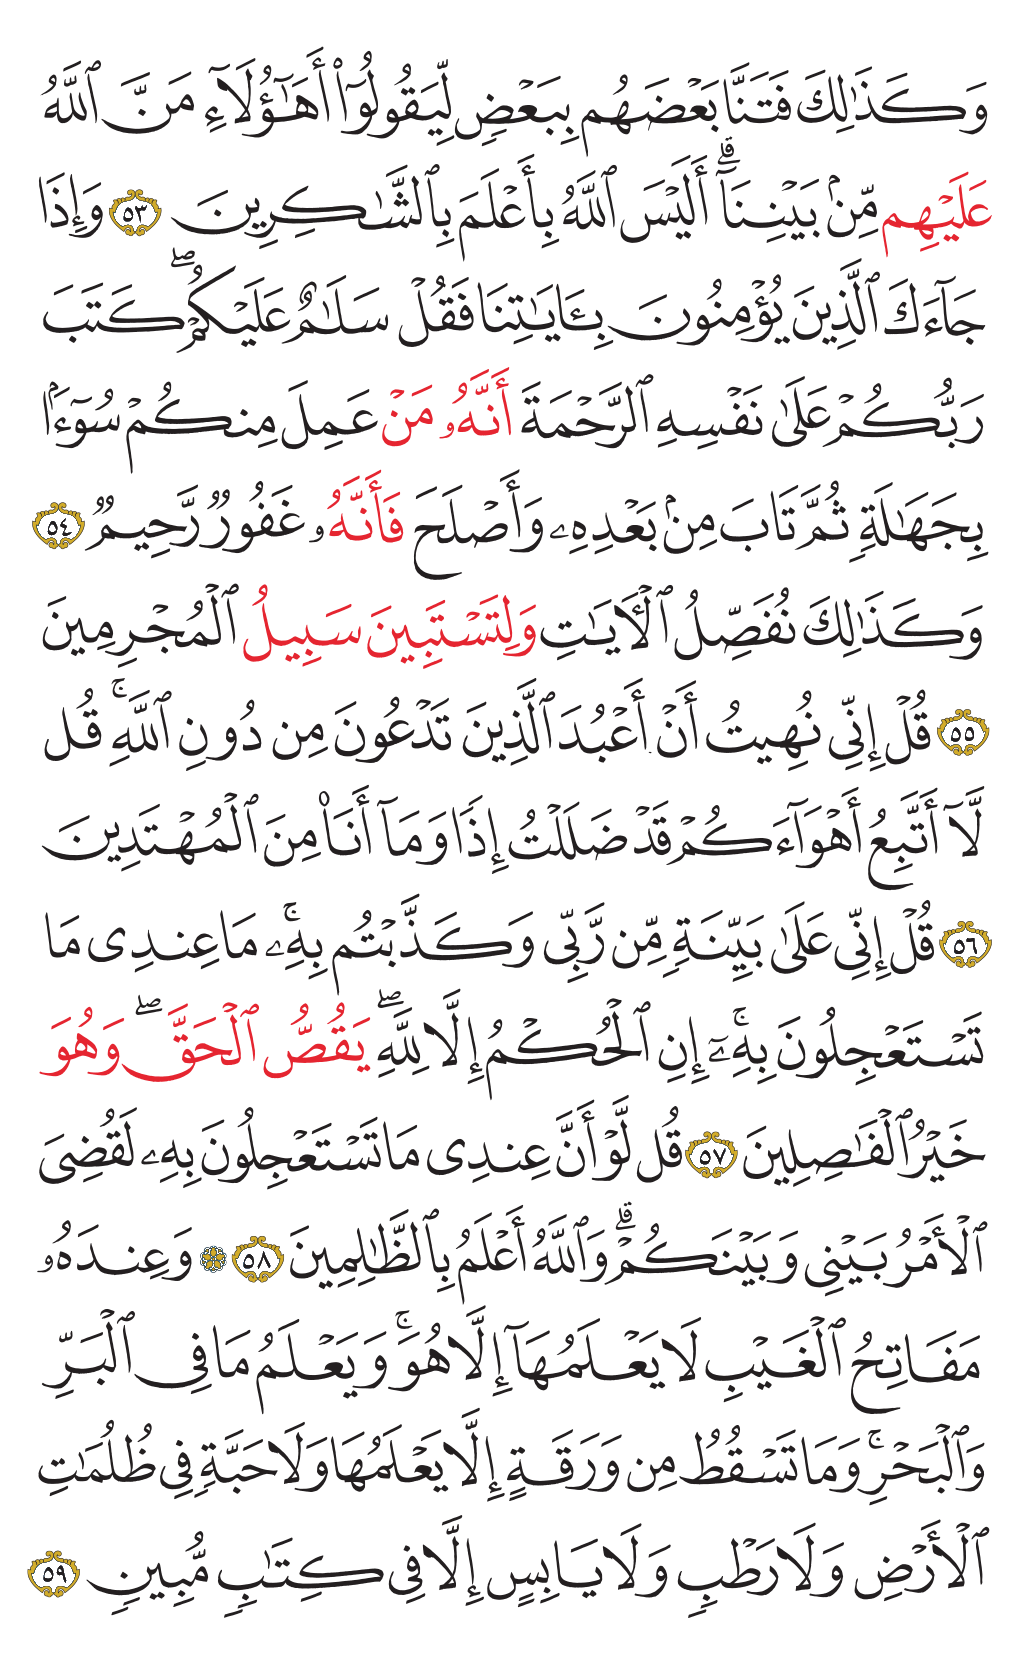 وَكَذَٰلِكَ فَتَنَّا بَعْضَهُم بِبَعْضٍ لِّيَقُولُوٓا۟ أَهَـٰٓؤُلَآءِ مَنَّ ٱللَّهُ
عَلَيْهِم مِّنۢ بَيْنِنَآ ۗ أَلَيْسَ ٱللَّهُ بِأَعْلَمَ بِٱلشَّـٰكِرِينَ ٥٣ وَإِذَا
جَآءَكَ ٱلَّذِينَ يُؤْمِنُونَ بِـَٔايَـٰتِنَا فَقُلْ سَلَـٰمٌ عَلَيْكُمْ ۖ كَتَبَ
رَبُّكُمْ عَلَىٰ نَفْسِهِ ٱلرَّحْمَةَ أَنَّهُۥ مَنْ عَمِلَ مِنكُمْ سُوٓءًۢا
بِجَهَـٰلَةٍ ثُمَّ تَابَ مِنۢ بَعْدِهِۦ وَأَصْلَحَ فَأَنَّهُۥ غَفُورٌ رَّحِيمٌ ٥٤
وَكَذَٰلِكَ نُفَصِّلُ ٱلْـَٔايَـٰتِ وَلِتَسْتَبِينَ سَبِيلُ ٱلْمُجْرِمِينَ
٥٥ قُلْ إِنِّى نُهِيتُ أَنْ أَعْبُدَ ٱلَّذِينَ تَدْعُونَ مِن دُونِ ٱللَّهِ ۚ قُل
لَّآ أَتَّبِعُ أَهْوَآءَكُمْ قَدْ ضَلَلْتُ إِذًا وَمَآ أَنَا۠ مِنَ ٱلْمُهْتَدِينَ
٥٦ قُلْ إِنِّى عَلَىٰ بَيِّنَةٍ مِّن رَّبِّى وَكَذَّبْتُم بِهِۦ ۚ مَا عِندِى مَا
تَسْتَعْجِلُونَ بِهِۦٓ ۚ إِنِ ٱلْحُكْمُ إِلَّا لِلَّهِ ۖ يَقُصُّ ٱلْحَقَّ ۖ وَهُوَ
خَيْرُ ٱلْفَـٰصِلِينَ ٥٧ قُل لَّوْ أَنَّ عِندِى مَا تَسْتَعْجِلُونَ بِهِۦ لَقُضِىَ
ٱلْأَمْرُ بَيْنِى وَبَيْنَكُمْ ۗ وَٱللَّهُ أَعْلَمُ بِٱلظَّـٰلِمِينَ ٥٨ ۞ وَعِندَهُۥ
مَفَاتِحُ ٱلْغَيْبِ لَا يَعْلَمُهَآ إِلَّا هُوَ ۚ وَيَعْلَمُ مَا فِى ٱلْبَرِّ
وَٱلْبَحْرِ ۚ وَمَا تَسْقُطُ مِن وَرَقَةٍ إِلَّا يَعْلَمُهَا وَلَا حَبَّةٍ فِى ظُلُمَـٰتِ
ٱلْأَرْضِ وَلَا رَطْبٍ وَلَا يَابِسٍ إِلَّا فِى كِتَـٰبٍ مُّبِينٍ ٥٩